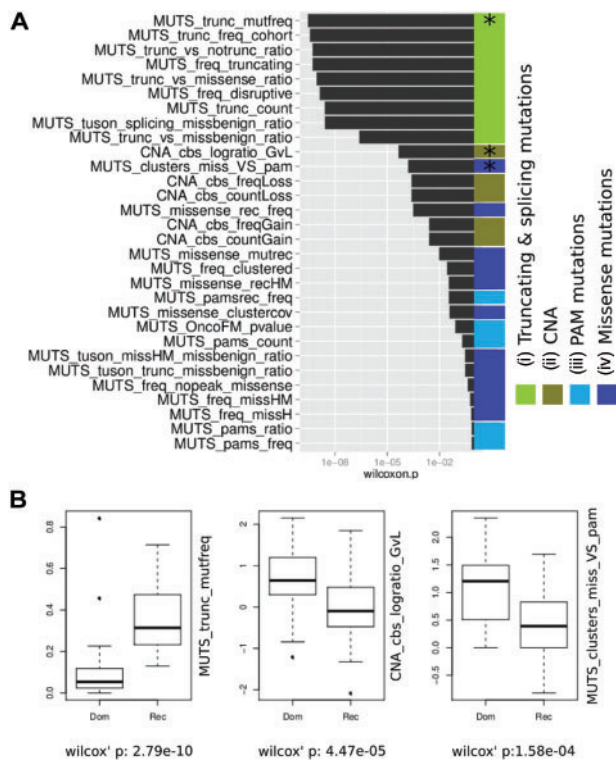 A
MUTS_trunc_mutfreq
MUTS_trunc_freq_cohort
MUTS_trunc_vs_notrunc_ratio
MUTS_freq_truncating
MUTS_trunc_vs_missense_ratio
MUTS_freq_disruptive
MUTS_trunc_count
MUTS_tuson_splicing_missbenign_ratio
MUTS_trunc_vs_missbenign_ratio
CNA_cbs_logratio_GvL
MUTS_clusters_miss_VS_pam
CNA_cbs_freqLoss
CNA_cbs_countLoss
MUTS_missense_rec_freq
CNA_cbs_freqGain
CNA_cbs_countGain
MUTS_missense_mutrec
MUTS_freq_clustered
MUTS_missense_recHM
MUTS_pamsrec_freq
MUTS_missense_clustercov
MUTS_OncoFM_pvalue
MUTS_pams_count
MUTS_tuson_missHM_missbenign_ratio
MUTS_tuson_trunc_missbenign_ratio
MUTS_freq_nopeak_missense
MUTS_freq_missHM
MUTS_freq_missH
MUTS_pams_ratio
MUTS_pams_freq
*
*
*
1e-08 1e-05 1e-02
wilcoxon.p
(i) Truncating & splicing mutations
(ii) CNA
(iii) PAM mutations
(iv) Missense mutations
B
0.8
0.6
0.4
0.2
0.0
Dom Rec
MUTS_trunc_mutfreq
wilcox' p: 2.79e-10
2
1
0
-1
-2
Dom Rec
CNA_cbs_logratio_GvL
wilcox' p: 4.47e-05
2.0
1.5
1.0
0.5
0.0
-0.5
Dom Rec
MUTS_clusters_miss_VS_pam
wilcox' p:1.58e-04